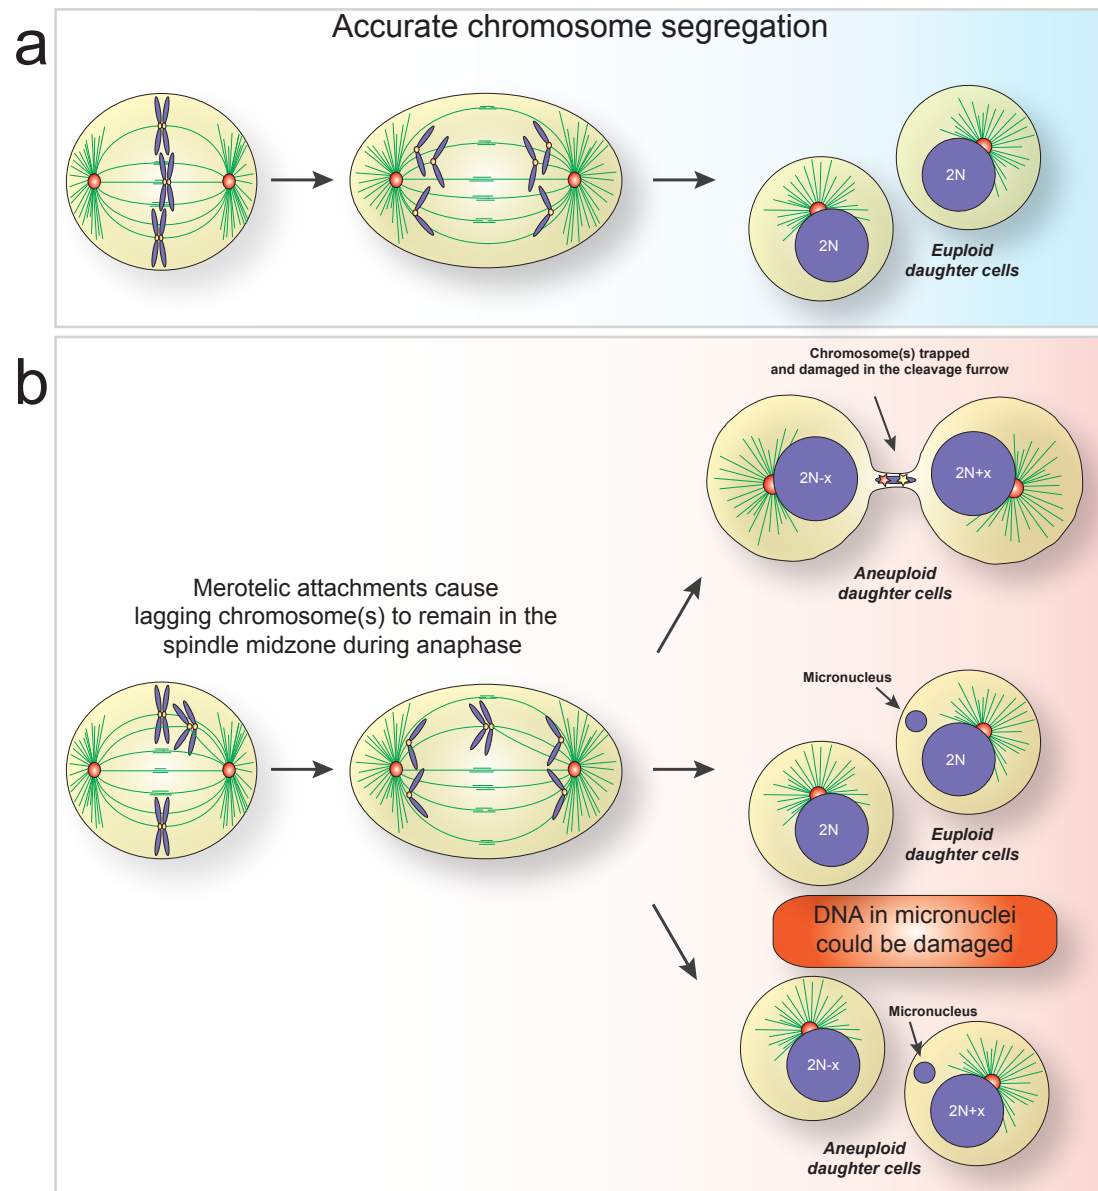 a
Accurate chromosome segregation
2N
2N
Euploid
daughter cells
b
Chromosome(s) trapped
and damaged in the cleavage furrow
2N-x
2N+x
Aneuploid
daughter cells
Merotelic attachments cause
lagging chromosome(s) to remain in the
spindle midzone during anaphase
Micronucleus
2N
2N
Euploid
daughter cells
DNA in micronuclei
could be damaged
Micronucleus
2N-x
2N+x
Aneuploid
daughter cells